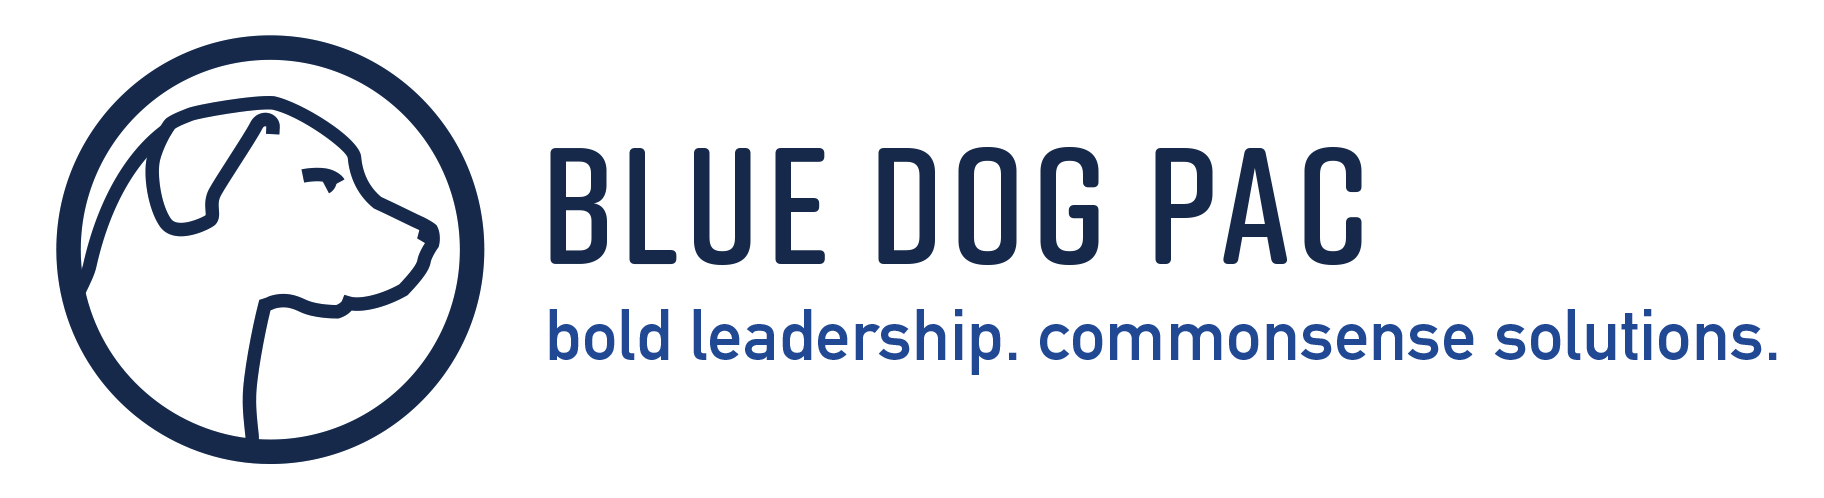 BLUE DOG PAC
bold leadership. commonsense solutions.